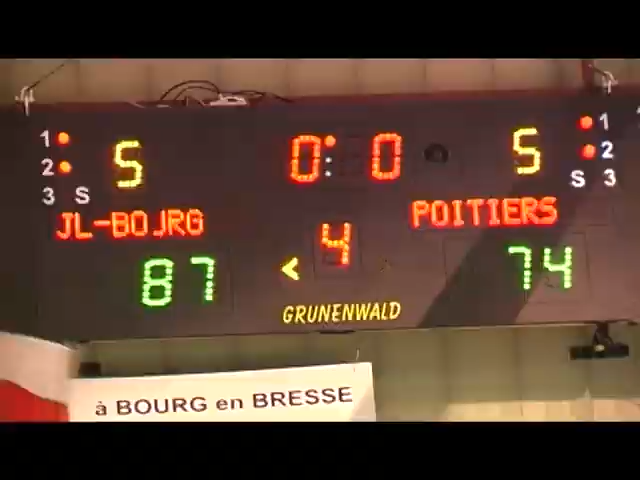 1 5 0:0 5 1
2 2
3 S S 3
JL-BOURG POITIERS
87 < 4 74
GRUNENWALD
à BOURG en BRESSE